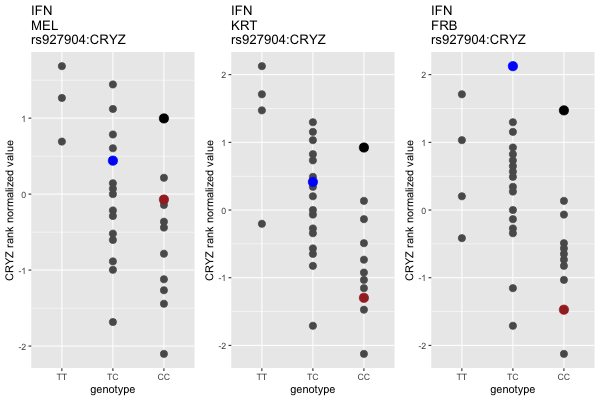 IFN
MEL
rs927904:CRYZ
CRYZ rank normalized value
1
0
-1
-2
TT TC CC
genotype
IFN
KRT
rs927904:CRYZ
CRYZ rank normalized value
2
1
0
-1
-2
TT TC CC
genotype
IFN
FRB
rs927904:CRYZ
CRYZ rank normalized value
2
1
0
-1
-2
TT TC CC
genotype